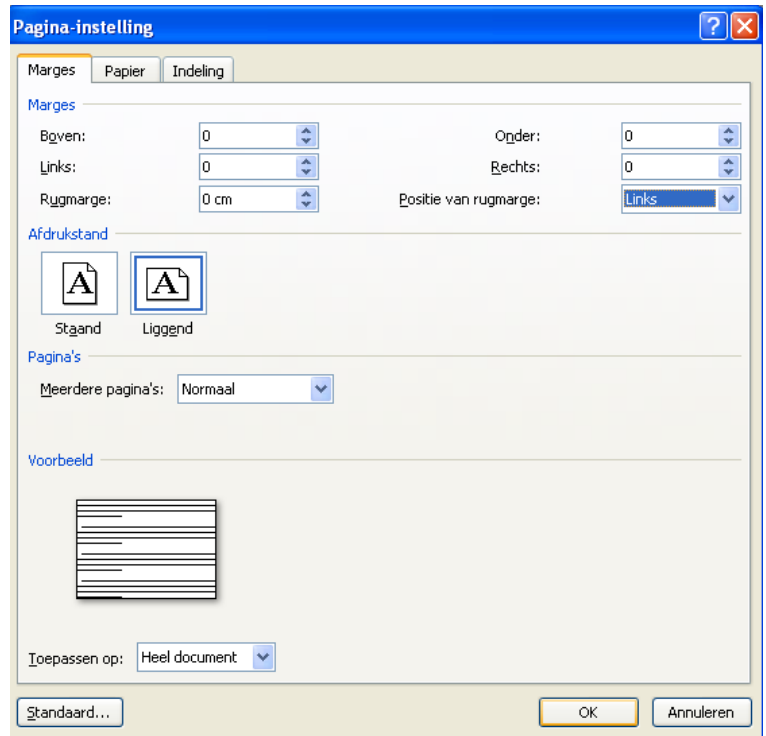 Pagina-instelling
Marges Papier Indeling
Marges
Boven: 0 Onder: 0
Links: 0 Rechts: 0
Rugmarge: 0 cm Positie van rugmarge: Links
Afdrukstand
A A
Staand Liggend
Pagina's
Meerdere pagina's: Normaal
Voorbeeld
Toepassen op: Heel document
Standaard... OK Annuleren